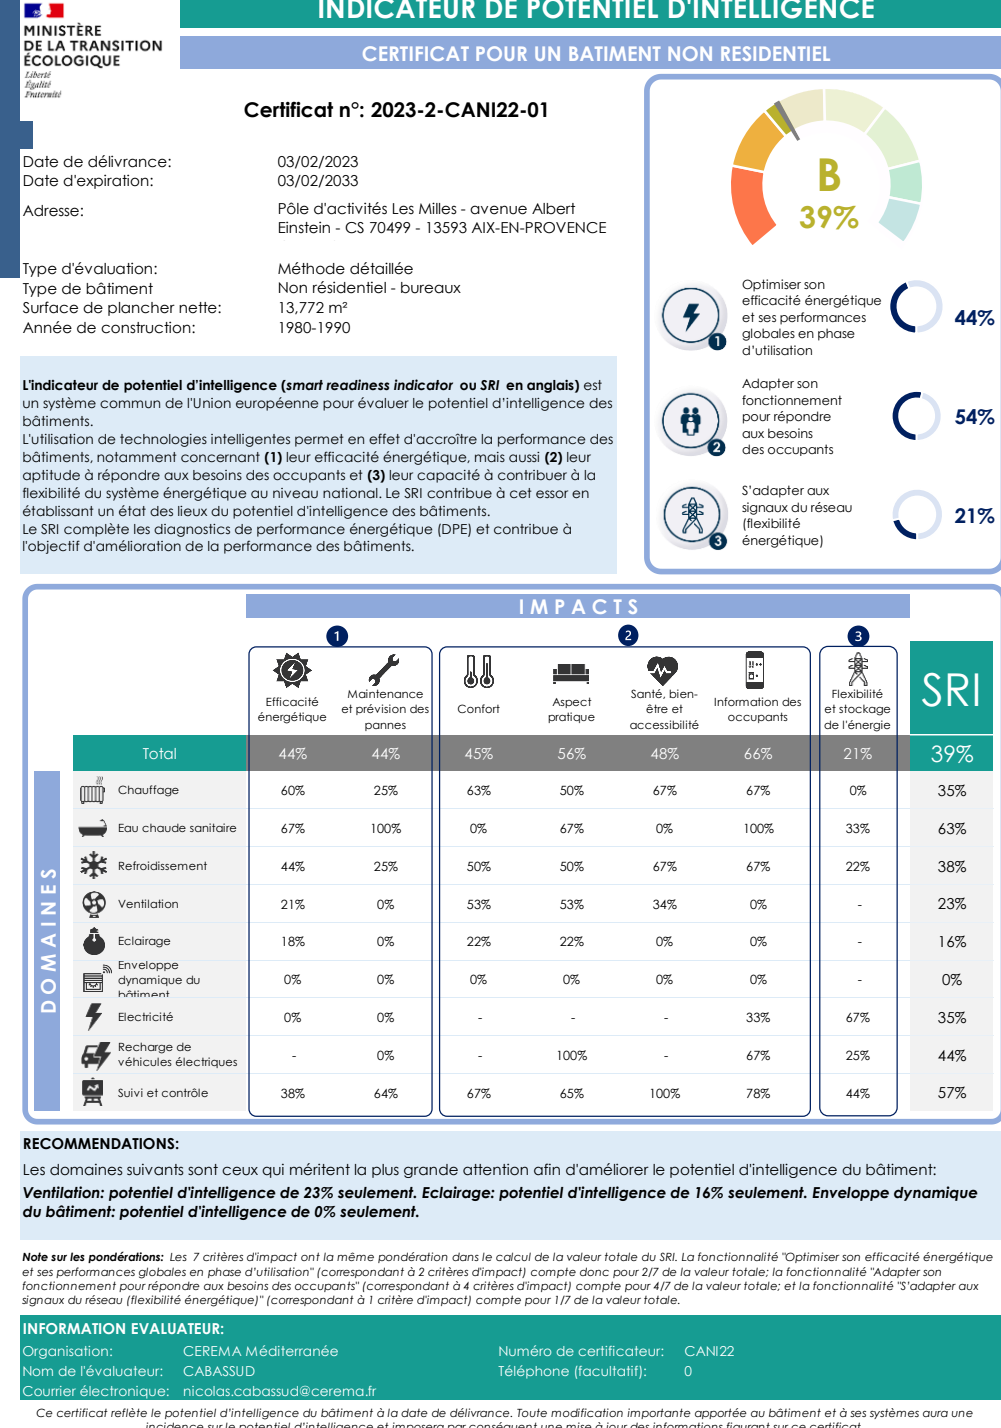 INDICATEUR DE POTENTIEL D'INTELLIGENCE
MINISTÈRE
DE LA TRANSITION
ÉCOLOGIQUE
Liberté
Égalité
Fraternité
CERTIFICAT POUR UN BATIMENT NON RESIDENTIEL
Certificat n°: 2023-2-CANI22-01
Date de délivrance: 03/02/2023
Date d'expiration: 03/02/2033
Adresse: Pôle d'activités Les Milles - avenue Albert
Einstein - CS 70499 - 13593 AIX-EN-PROVENCE
Type d'évaluation: Méthode détaillée
Type de bâtiment Non résidentiel - bureaux
Surface de plancher nette: 13,772 m²
Année de construction: 1980-1990
B
39%
Optimiser son
efficacité énergétique
et ses performances
globales en phase
d'utilisation
1
44%
Adapter son
fonctionnement
pour répondre
aux besoins
des occupants
2
54%
S'adapter aux
signaux du réseau
(flexibilité
énergétique)
3
21%
L'indicateur de potentiel d'intelligence (smart readiness indicator ou SRI en anglais) est
un système commun de l'Union européenne pour évaluer le potentiel d'intelligence des
bâtiments.
L'utilisation de technologies intelligentes permet en effet d'accroître la performance des
bâtiments, notamment concernant (1) leur efficacité énergétique, mais aussi (2) leur
aptitude à répondre aux besoins des occupants et (3) leur capacité à contribuer à la
flexibilité du système énergétique au niveau national. Le SRI contribue à cet essor en
établissant un état des lieux du potentiel d'intelligence des bâtiments.
Le SRI complète les diagnostics de performance énergétique (DPE) et contribue à
l'objectif d'amélioration de la performance des bâtiments.
IMPACTS
1 2 3
Efficacité
énergétique
Maintenance
et prévision des
pannes
Confort
Aspect
pratique
Santé, bien-
être et
accessibilité
Information des
occupants
Flexibilité
et stockage
de l'énergie
SRI
Total 44% 44% 45% 56% 48% 66% 21% 39%
DOMAINES
Chauffage 60% 25% 63% 50% 67% 67% 0% 35%
Eau chaude sanitaire 67% 100% 0% 67% 0% 100% 33% 63%
Refroidissement 44% 25% 50% 50% 67% 67% 22% 38%
Ventilation 21% 0% 53% 53% 34% 0% - 23%
Eclairage 18% 0% 22% 22% 0% 0% - 16%
Enveloppe
dynamique du
bâtiment
0% 0% 0% 0% 0% 0% - 0%
Electricité 0% 0% - - - 33% 67% 35%
Recharge de
véhicules électriques
- 0% - 100% - 67% 25% 44%
Suivi et contrôle 38% 64% 67% 65% 100% 78% 44% 57%
RECOMMENDATIONS:
Les domaines suivants sont ceux qui méritent la plus grande attention afin d'améliorer le potentiel d'intelligence du bâtiment:
Ventilation: potentiel d'intelligence de 23% seulement. Eclairage: potentiel d'intelligence de 16% seulement. Enveloppe dynamique
du bâtiment: potentiel d'intelligence de 0% seulement.
Note sur les pondérations: Les 7 critères d'impact ont la même pondération dans le calcul de la valeur totale du SRI. La fonctionnalité "Optimiser son efficacité énergétique
et ses performances globales en phase d'utilisation" (correspondant à 2 critères d'impact) compte donc pour 2/7 de la valeur totale; la fonctionnalité "Adapter son
fonctionnement pour répondre aux besoins des occupants" (correspondant à 4 critères d'impact) compte pour 4/7 de la valeur totale; et la fonctionnalité "S'adapter aux
signaux du réseau (flexibilité énergétique)" (correspondant à 1 critère d'impact) compte pour 1/7 de la valeur totale.
INFORMATION EVALUATEUR:
Organisation: CEREMA Méditerranée Numéro de certificateur: CANI22
Nom de l'évaluateur: CABASSUD Téléphone (facultatif): 0
Courrier électronique: nicolas.cabassud@cerema.fr
Ce certificat reflète le potentiel d'intelligence du bâtiment à la date de délivrance. Toute modification importante apportée au bâtiment et à ses systèmes aura une
incidence sur le potentiel d'intelligence et imposera par conséquent une mise à jour des informations figurant sur ce certificat.